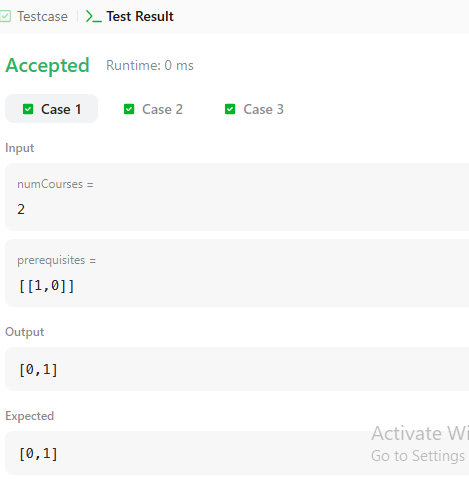 Testcase Test Result
Accepted Runtime: 0 ms
Case 1 Case 2 Case 3
Input
numCourses =
2
prerequisites =
[[1,0]]
Output
[0,1]
Expected
Activate Wi
[0,1]
Go to Settings